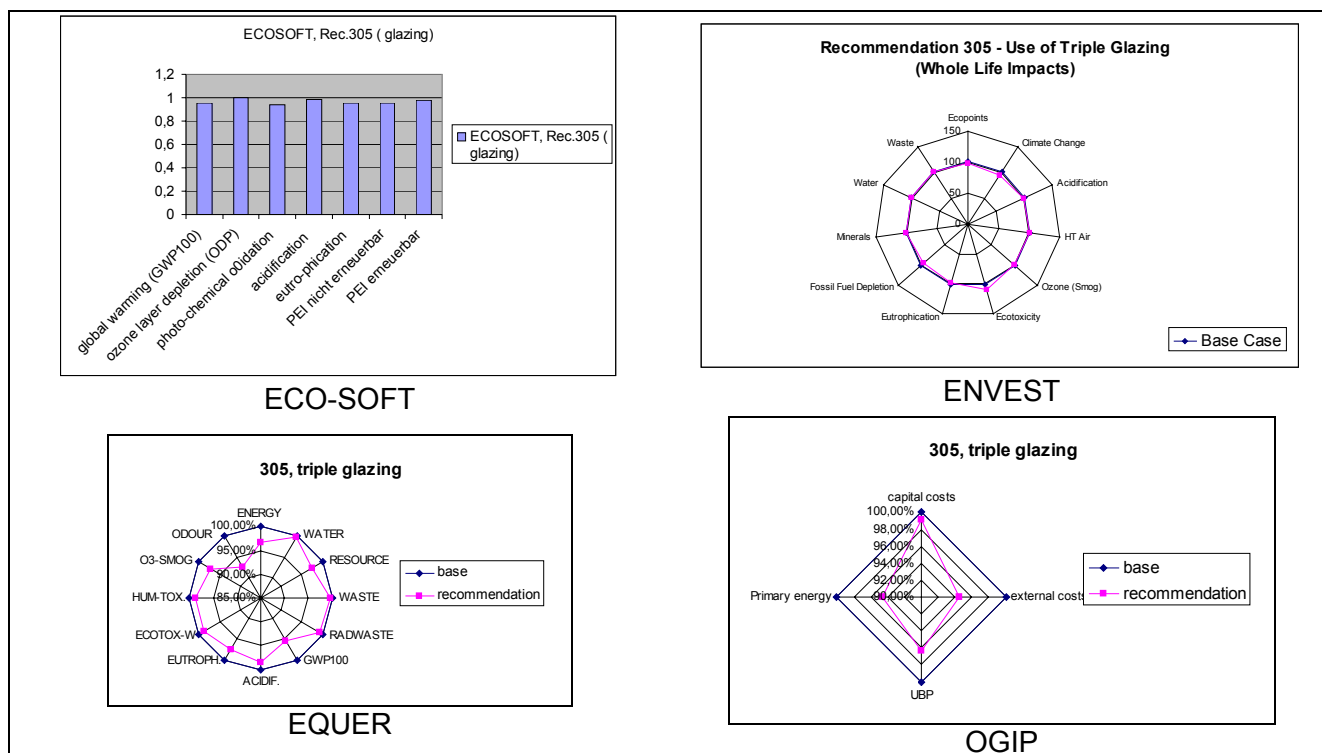 ECOSOFT, Rec.305 ( glazing)
1,2
1
0,8
0,6
0,4
0,2
0
global warming (GWP100)
ozone layer depletion (ODP)
photo-chemical o0idation
acidification
eutro-phication
PEI nicht erneuerbar
PEI erneuerbar
ECOSOFT, Rec.305 (
glazing)
ECO-SOFT
Recommendation 305 - Use of Triple Glazing
(Whole Life Impacts)
Ecopoints
Climate Change
Acidification
HT Air
Ozone (Smog)
Ecotoxicity
Eutrophication
Fossil Fuel Depletion
Minerals
Water
Waste
150
100
50
0
Base Case
ENVEST
305, triple glazing
ENERGY
WATER
RESOURCE
WASTE
RADWASTE
GWP100
ACIDIF.
EUTROPH.
ECOTOX-W
HUM-TOX.
O3-SMOG
ODOUR
100,00%
95,00%
90,00%
85,00%
base
recommendation
EQUER
305, triple glazing
capital costs
external costs
UBP
Primary energy
100,00%
98,00%
96,00%
94,00%
92,00%
90,00%
base
recommendation
OGIP